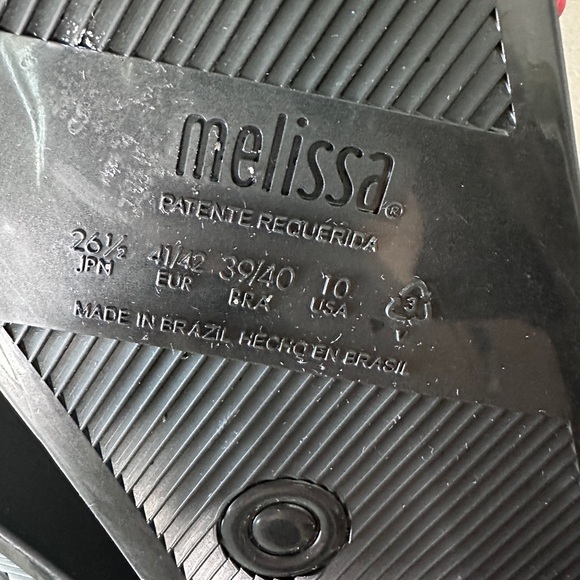 melissa®
PATENTE REQUERIDA
26½ 41/42 39/40 10 3
JPN EUR BRA USA V
MADE IN BRAZIL HECHO EN BRASIL